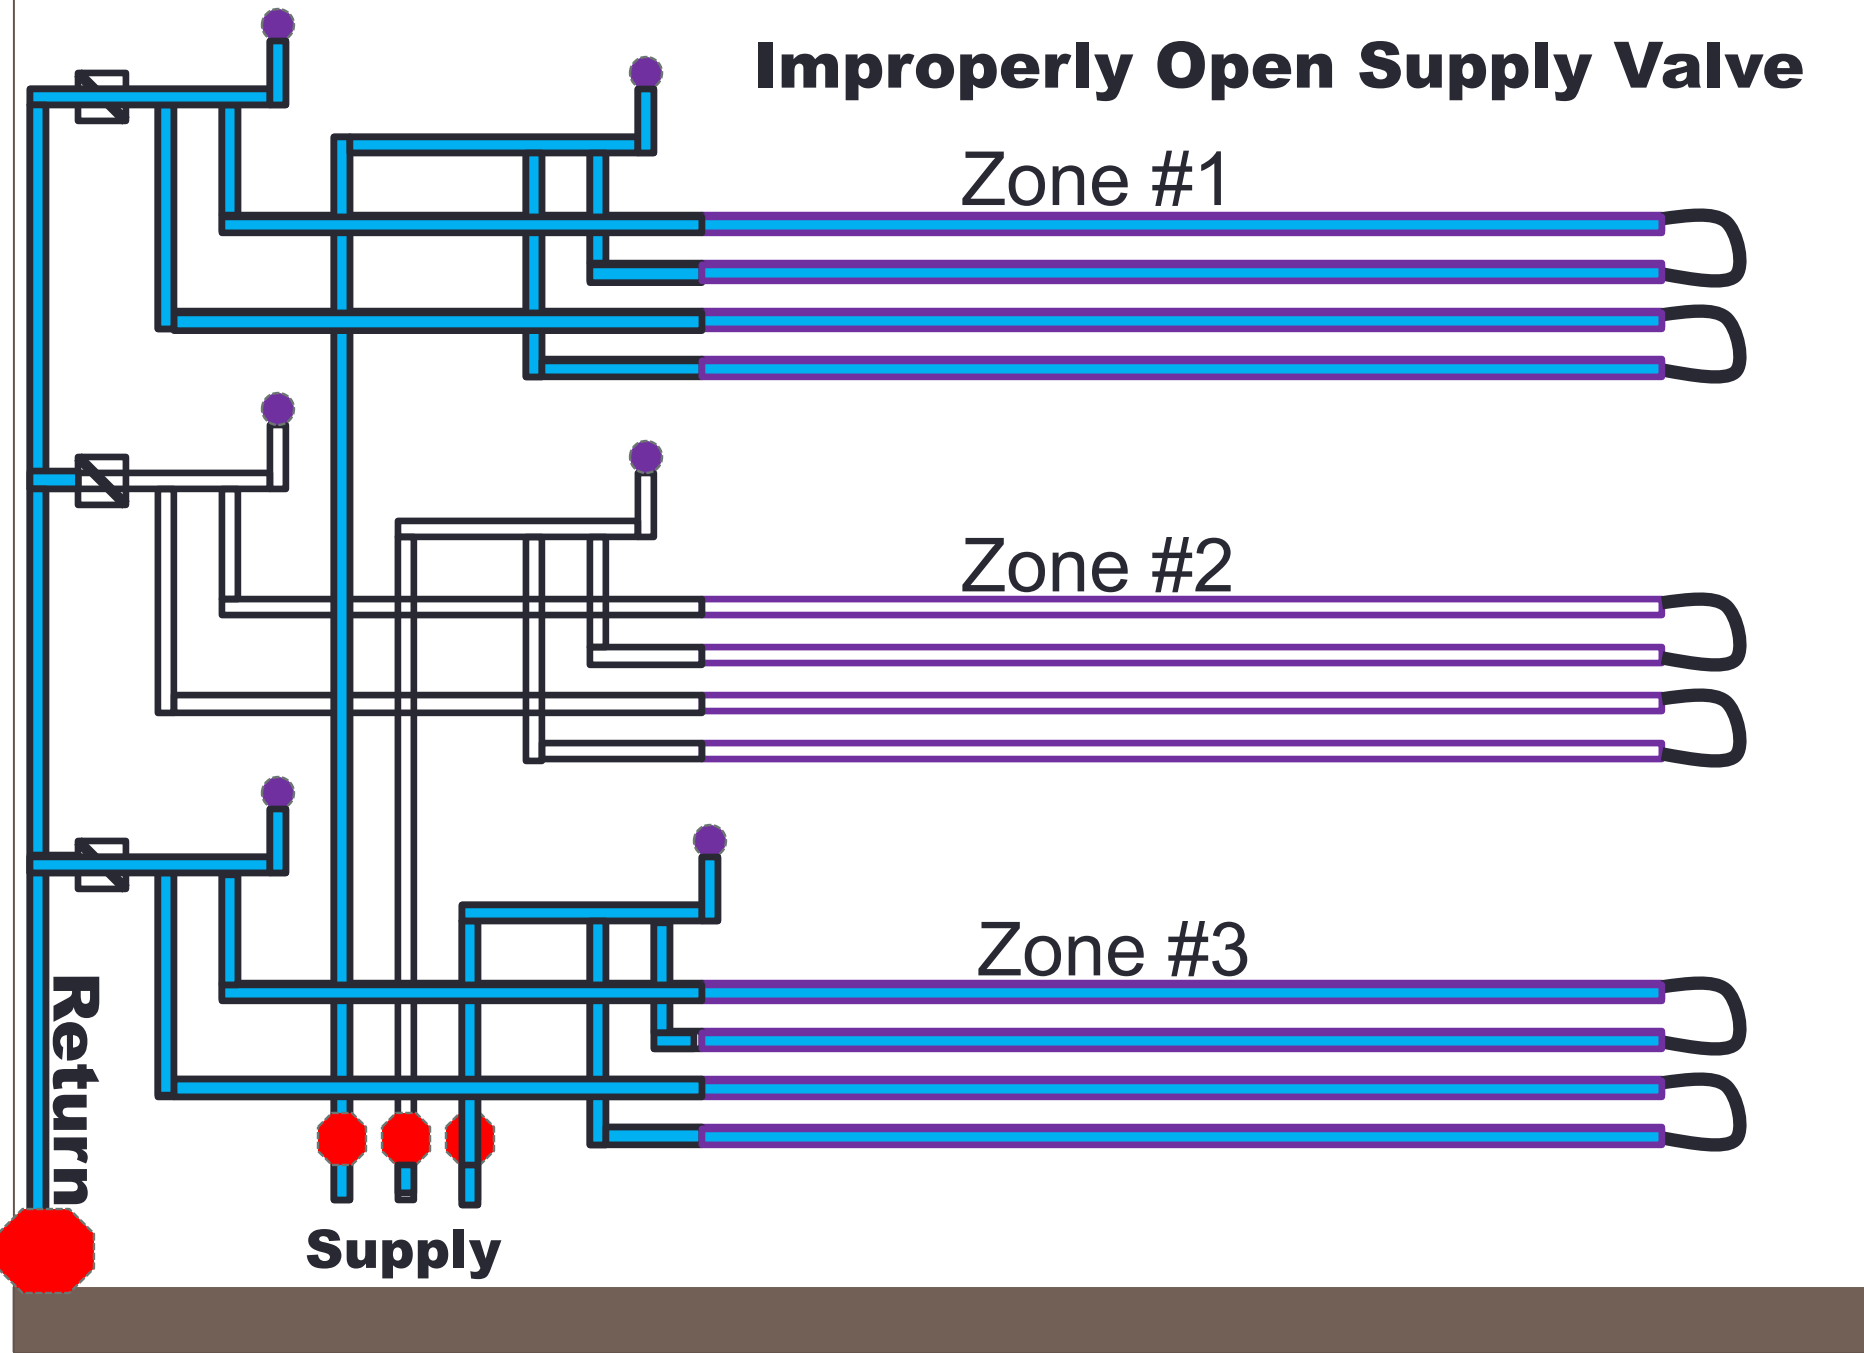 Improperly Open Supply Valve
Zone #1
Zone #2
Zone #3
Return
Supply